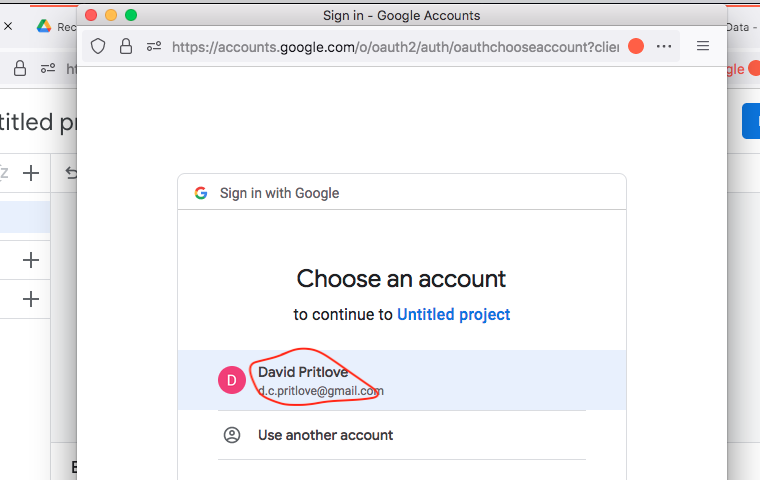 Sign in - Google Accounts
Rec
Data -
https://accounts.google.com/o/oauth2/auth/oauthchooseaccount?clie
ht
gle
titled pr
Sign in with Google
Choose an account
to continue to Untitled project
D
David Pritlove
d.c.pritlove@gmail.com
Use another account